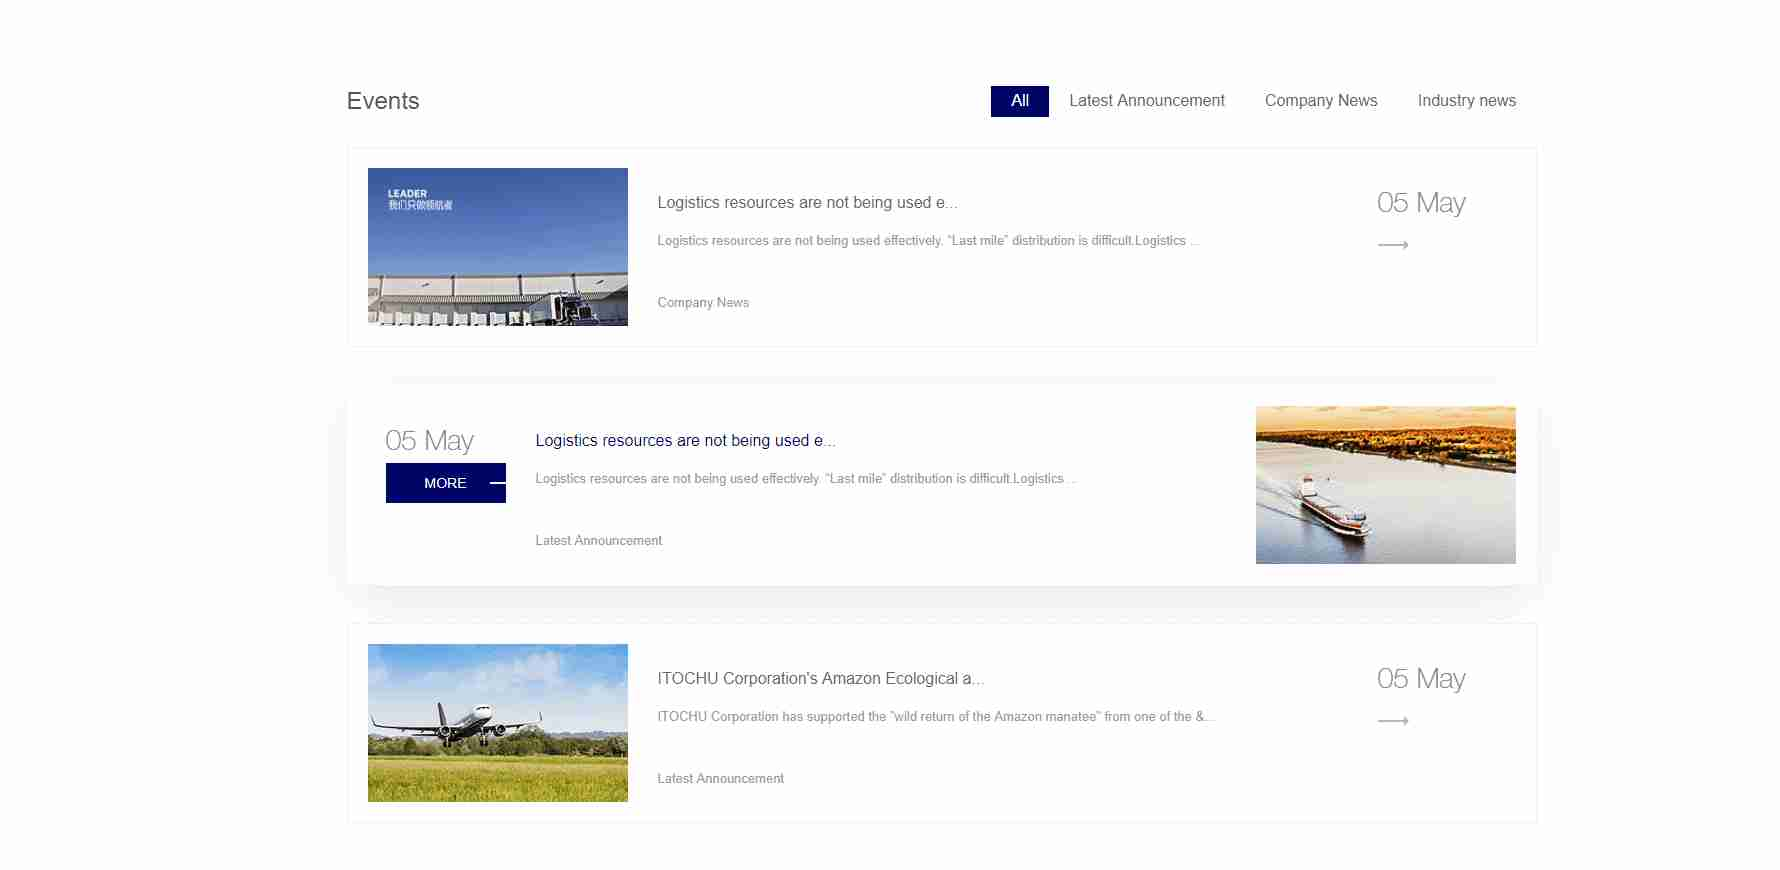 Events
All
Latest Announcement
Company News
Industry news
LEADER
我们只做领航者
Logistics resources are not being used e...
Logistics resources are not being used effectively. “Last mile” distribution is difficult.Logistics ...
Company News
05 May
05 May
MORE
Logistics resources are not being used e...
Logistics resources are not being used effectively. “Last mile” distribution is difficult.Logistics ...
Latest Announcement
ITOCHU Corporation's Amazon Ecological a...
ITOCHU Corporation has supported the "wild return of the Amazon manatee" from one of the &...
Latest Announcement
05 May